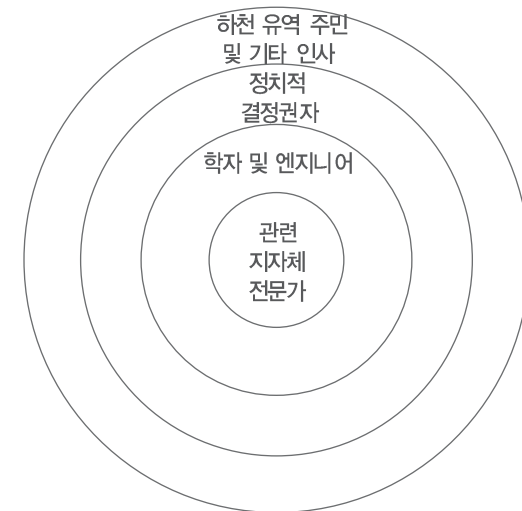 하천 유역 주민
및 기타 인사
정치적
결정권자
학자 및 엔지니어
관련
지자체
전문가